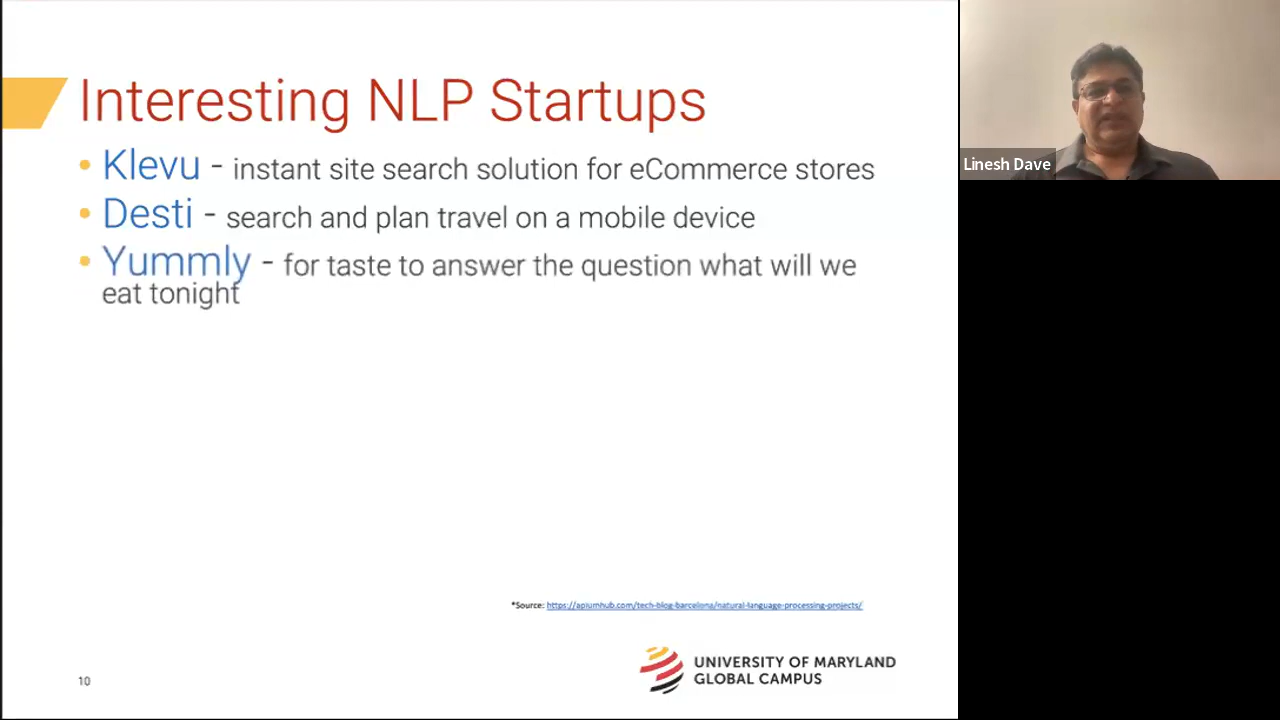 Interesting NLP Startups
• Klevu - instant site search solution for eCommerce stores
• Desti - search and plan travel on a mobile device
• Yummly - for taste to answer the question what will we
eat tonight
*Source: https://apiumhub.com/tech-blog-barcelona/natural-language-processing-projects/
10
UNIVERSITY OF MARYLAND
GLOBAL CAMPUS
Linesh Dave